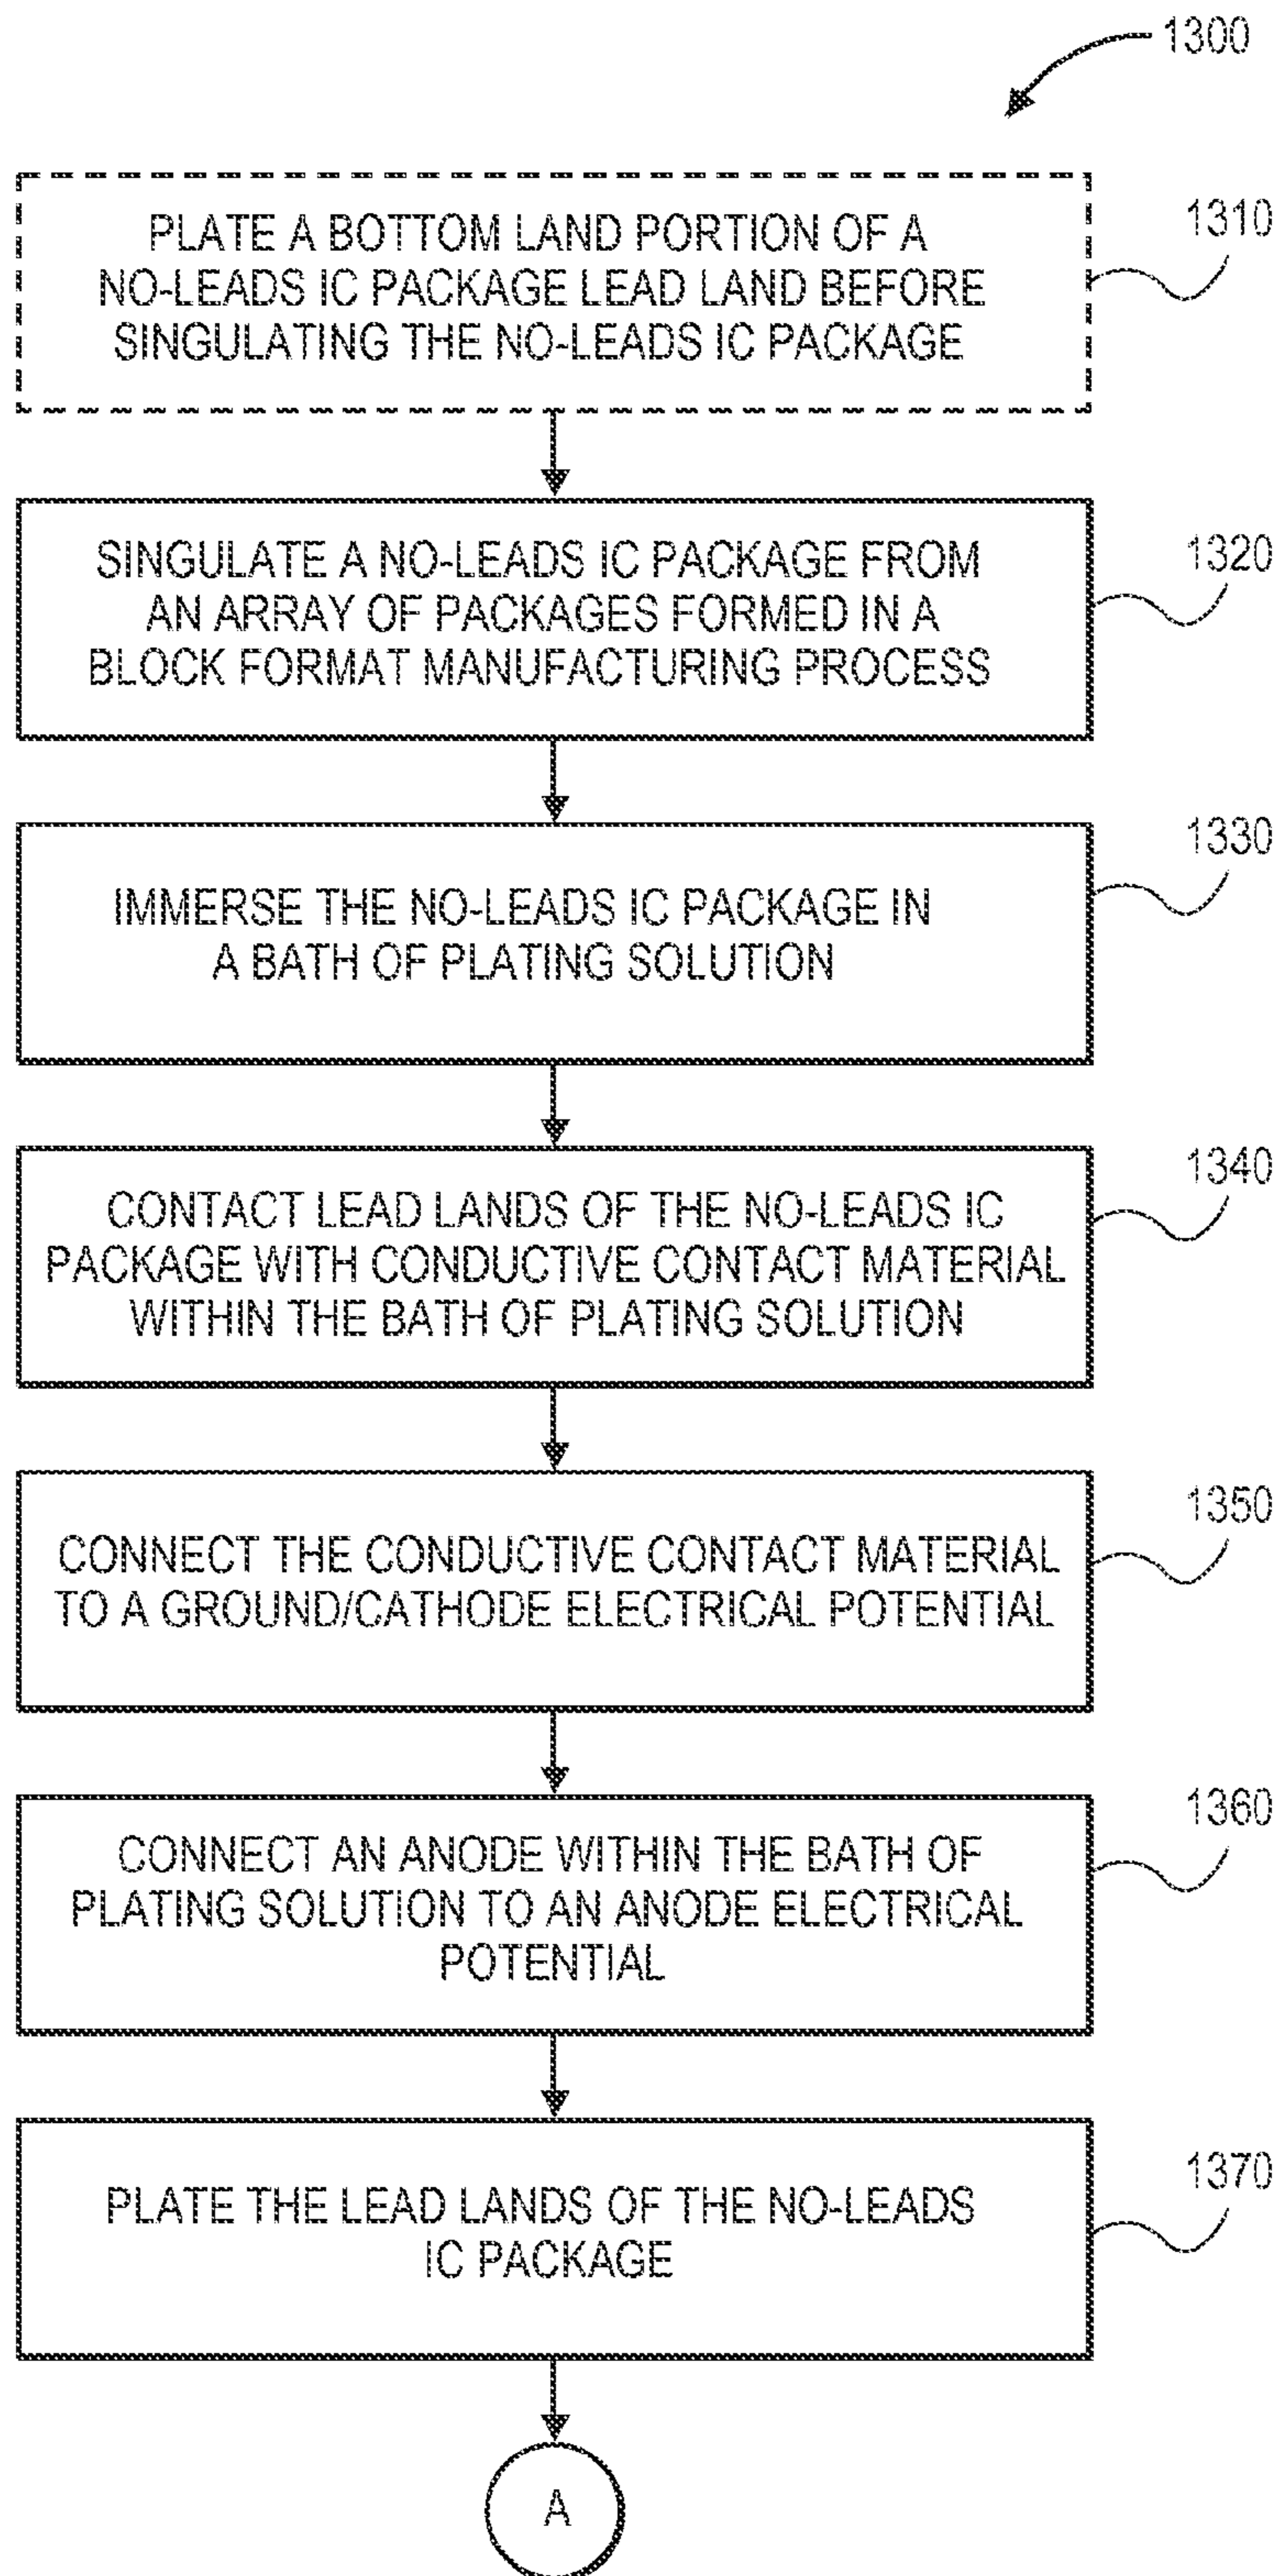 1300
PLATE A BOTTOM LAND PORTION OF A
NO-LEADS IC PACKAGE LEAD LAND BEFORE
SINGULATING THE NO-LEADS IC PACKAGE
1310
SINGULATE A NO-LEADS IC PACKAGE FROM
AN ARRAY OF PACKAGES FORMED IN A
BLOCK FORMAT MANUFACTURING PROCESS
1320
IMMERSE THE NO-LEADS IC PACKAGE IN
A BATH OF PLATING SOLUTION
1330
CONTACT LEAD LANDS OF THE NO-LEADS IC
PACKAGE WITH CONDUCTIVE CONTACT MATERIAL
WITHIN THE BATH OF PLATING SOLUTION
1340
CONNECT THE CONDUCTIVE CONTACT MATERIAL
TO A GROUND/CATHODE ELECTRICAL POTENTIAL
1350
CONNECT AN ANODE WITHIN THE BATH OF
PLATING SOLUTION TO AN ANODE ELECTRICAL
POTENTIAL
1360
PLATE THE LEAD LANDS OF THE NO-LEADS
IC PACKAGE
1370
A